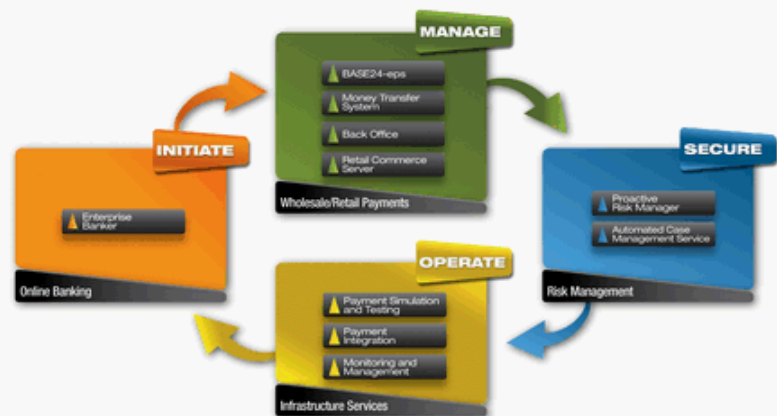 MANAGE
BASE24-eps
Money Transfer
System
Back Office
Retail Commerce
Server
Wholesale/Retail Payments
INITIATE
Enterprise
Banker
Online Banking
SECURE
Proactive
Risk Manager
Automated Case
Management Service
Risk Management
OPERATE
Payment Simulation
and Testing
Payment
Integration
Monitoring and
Management
Infrastructure Services